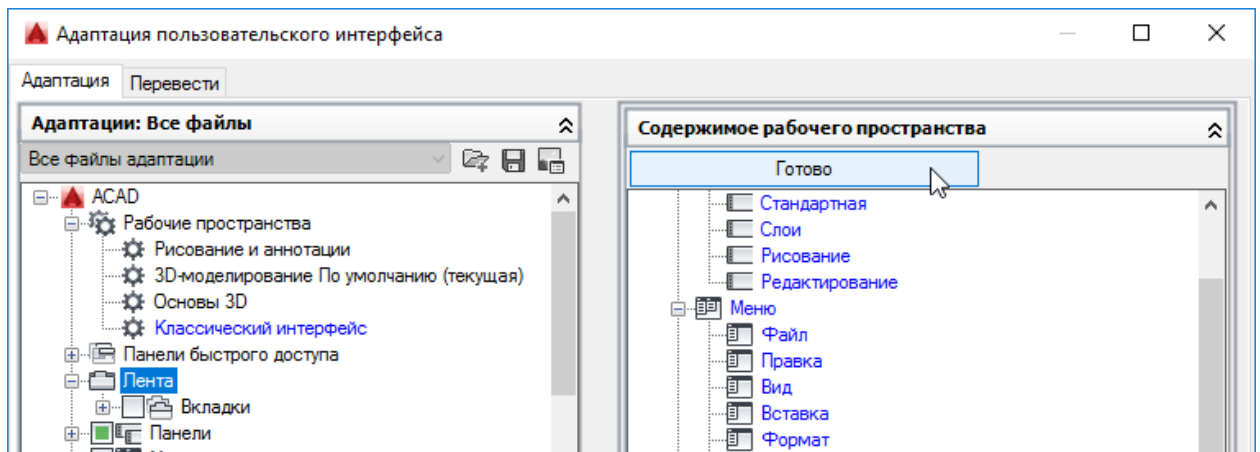 Адаптация пользовательского интерфейса
Адаптация Перевести
Адаптации: Все файлы
Все файлы адаптации
ACAD
Рабочие пространства
Рисование и аннотации
3D-моделирование По умолчанию (текущая)
Основы 3D
Классический интерфейс
Панели быстрого доступа
Лента
Вкладки
Панели
Содержимое рабочего пространства
Готово
Стандартная
Слои
Рисование
Редактирование
Меню
Файл
Правка
Вид
Вставка
Формат